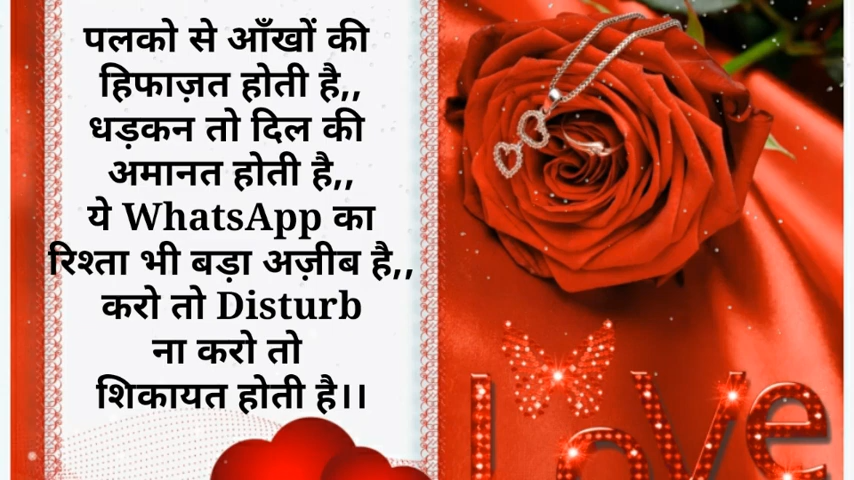 पलको से आँखों की
हिफाज़त होती है,,
धड़कन तो दिल की
अमानत होती है,,
ये WhatsApp का
रिश्ता भी बड़ा अज़ीब है,,
करो तो Disturb
ना करो तो
शिकायत होती है।।
Love